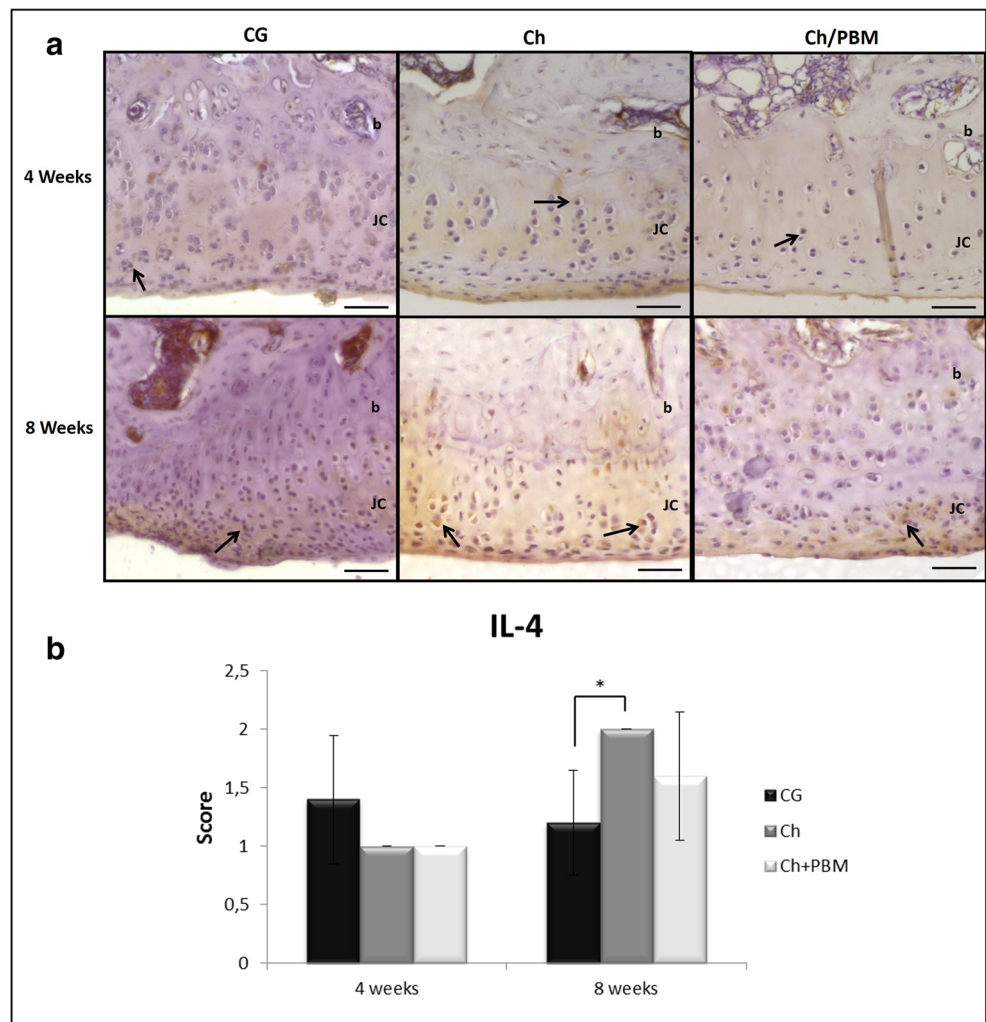 a
CG
Ch
Ch/PBM
4 Weeks
b
JC
b
JC
b
JC
8 Weeks
b
JC
b
JC
b
JC
b
IL-4
Score
2,5
2
1,5
1
0,5
0
*
4 weeks
8 weeks
CG
Ch
Ch+PBM